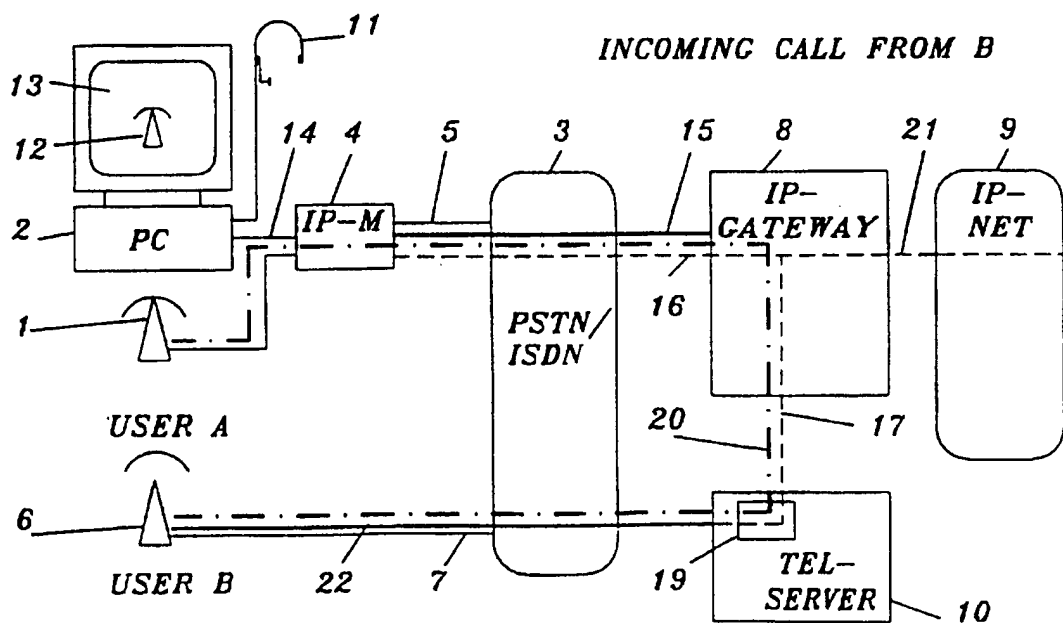 11
INCOMING CALL FROM B
13
12
14
4
5
3
15
8
21
9
2
PC
IP-M
IP-
GATEWAY
IP-
NET
1
16
PSTN/
ISDN
USER A
20
17
6
USER B
22
7
19
TEL-
SERVER
10